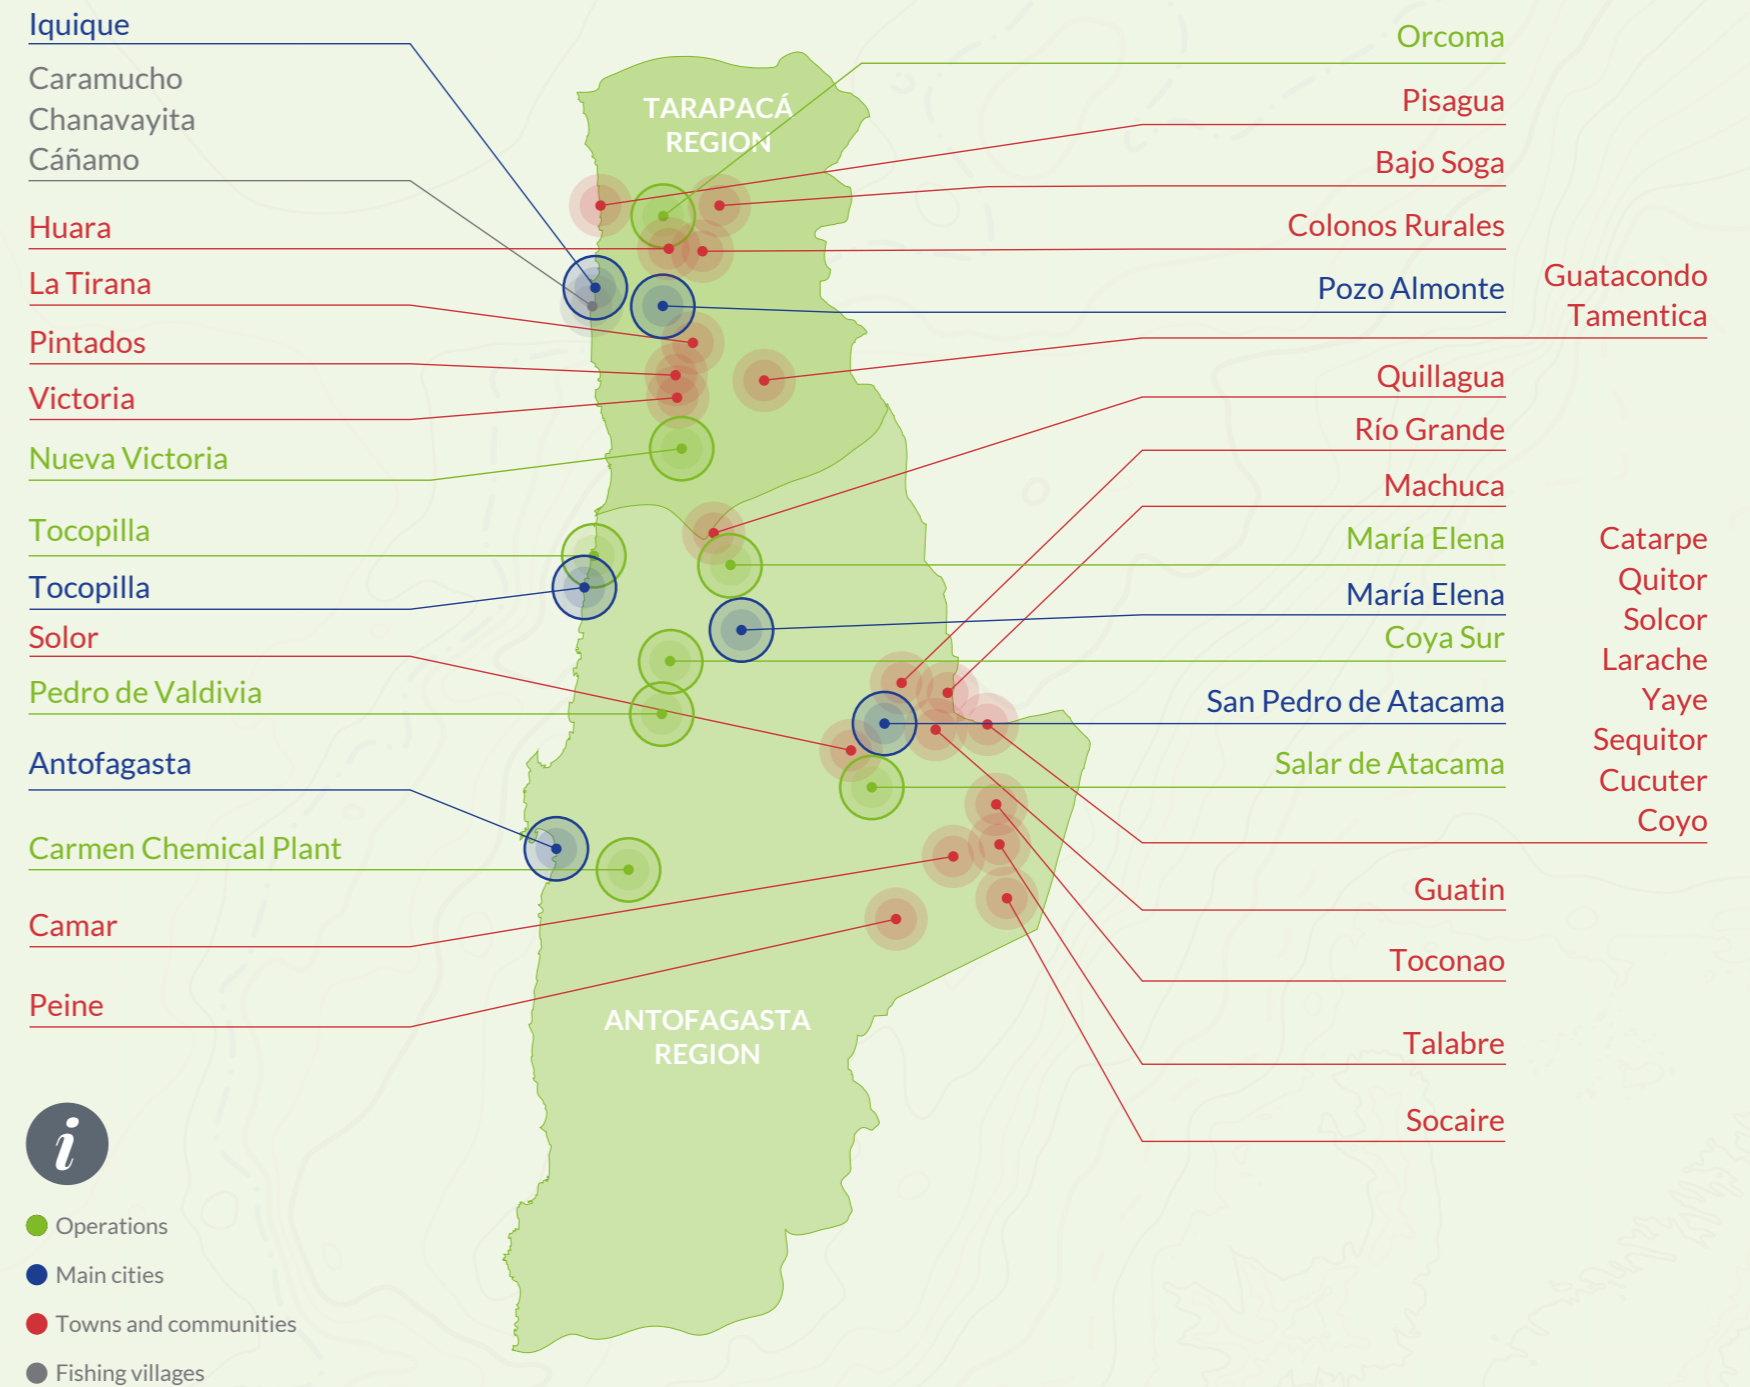 Iquique
Caramucho
Chanavayita
Cáñamo
Huara
La Tirana
Pintados
Victoria
Nueva Victoria
Tocopilla
Tocopilla
Solor
Pedro de Valdivia
Antofagasta
Carmen Chemical Plant
Camar
Peine
TARAPACÁ
REGION
ANTOFAGASTA
REGION
Orcoma
Pisagua
Bajo Soga
Colonos Rurales
Pozo Almonte
Guatacondo
Tamentica
Quillagua
Río Grande
Machuca
María Elena
María Elena
Coya Sur
San Pedro de Atacama
Salar de Atacama
Catarpe
Quitor
Solcor
Larache
Yaye
Sequitor
Cucuter
Coyo
Guatin
Toconao
Talabre
Socaire
i
Operations
Main cities
Towns and communities
Fishing villages